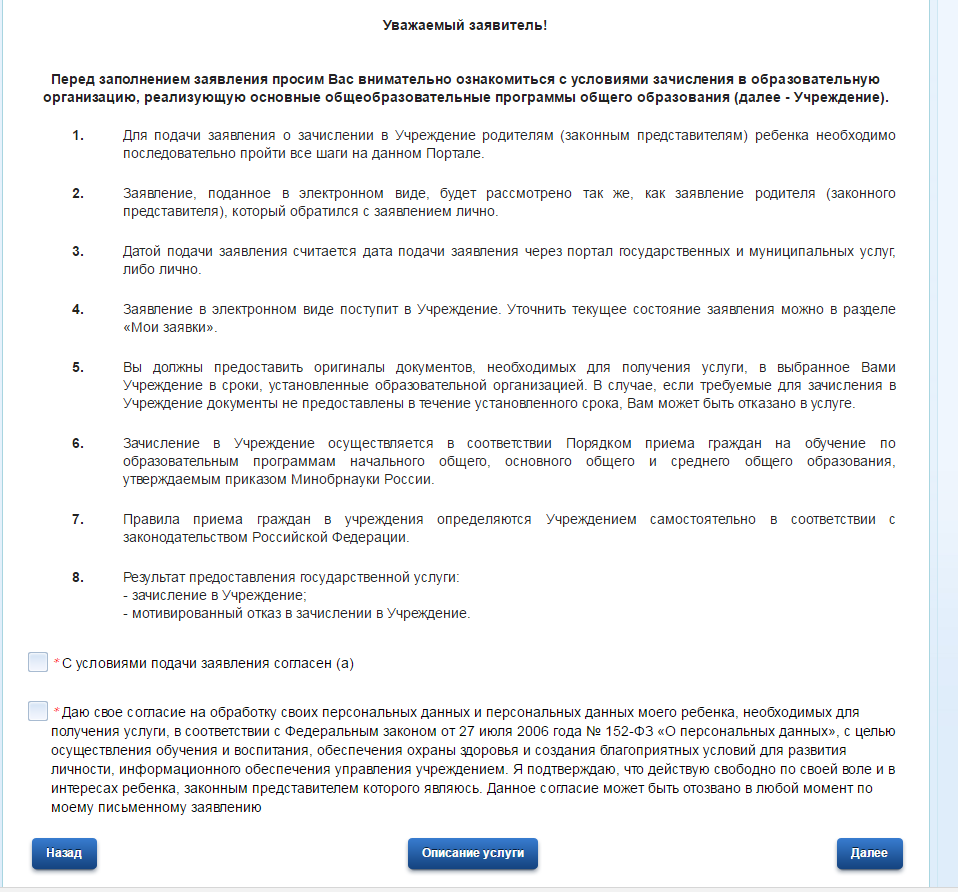 Уважаемый заявитель!
Перед заполнением заявления просим Вас внимательно ознакомиться с условиями зачисления в образовательную
организацию, реализующую основные общеобразовательные программы общего образования (далее - Учреждение).
1. Для подачи заявления о зачислении в Учреждение родителям (законным представителям) ребенка необходимо
последовательно пройти все шаги на данном Портале.
2. Заявление, поданное в электронном виде, будет рассмотрено так же, как заявление родителя (законного
представителя), который обратился с заявлением лично.
3. Датой подачи заявления считается дата подачи заявления через портал государственных и муниципальных услуг,
либо лично.
4. Заявление в электронном виде поступит в Учреждение. Уточнить текущее состояние заявления можно в разделе
«Мои заявки».
5. Вы должны предоставить оригиналы документов, необходимых для получения услуги, в выбранное Вами
Учреждение в сроки, установленные образовательной организацией. В случае, если требуемые для зачисления в
Учреждение документы не предоставлены в течение установленного срока, Вам может быть отказано в услуге.
6. Зачисление в Учреждение осуществляется в соответствии Порядком приема граждан на обучение по
образовательным программам начального общего, основного общего и среднего общего образования,
утверждаемым приказом Минобрнауки России.
7. Правила приема граждан в учреждения определяются Учреждением самостоятельно в соответствии с
законодательством Российской Федерации.
8. Результат предоставления государственной услуги:
- зачисление в Учреждение;
- мотивированный отказ в зачислении в Учреждение.
* С условиями подачи заявления согласен (а)
* Даю свое согласие на обработку своих персональных данных и персональных данных моего ребенка, необходимых для
получения услуги, в соответствии с Федеральным законом от 27 июля 2006 года № 152-ФЗ «О персональных данных», с целью
осуществления обучения и воспитания, обеспечения охраны здоровья и создания благоприятных условий для развития
личности, информационного обеспечения управления учреждением. Я подтверждаю, что действую свободно по своей воле и в
интересах ребенка, законным представителем которого являюсь. Данное согласие может быть отозвано в любой момент по
моему письменному заявлению
Назад Описание услуги Далее